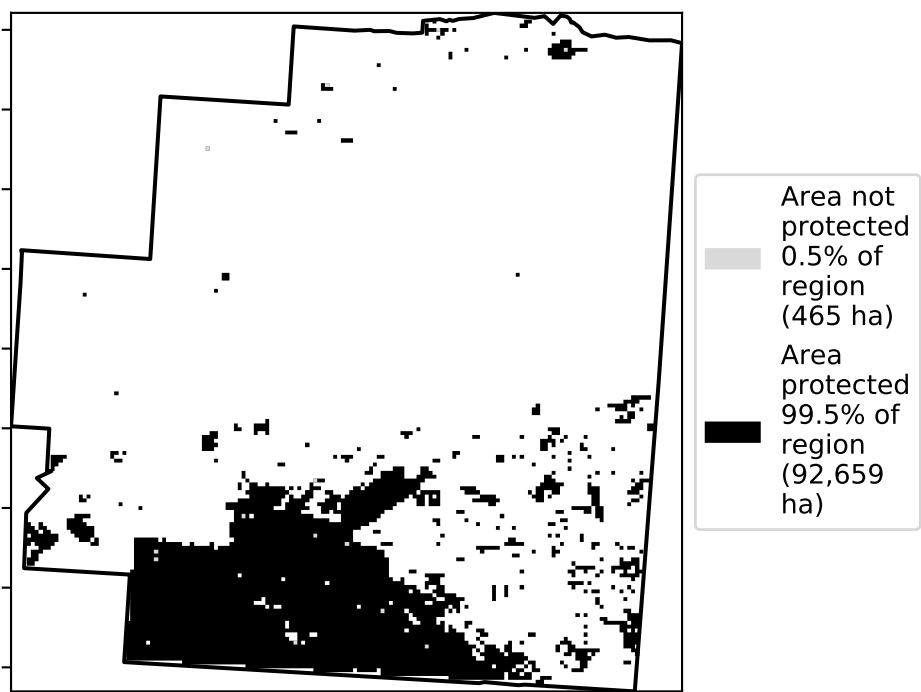 Area not
protected
0.5% of
region
(465 ha)
Area
protected
99.5% of
region
(92,659
ha)